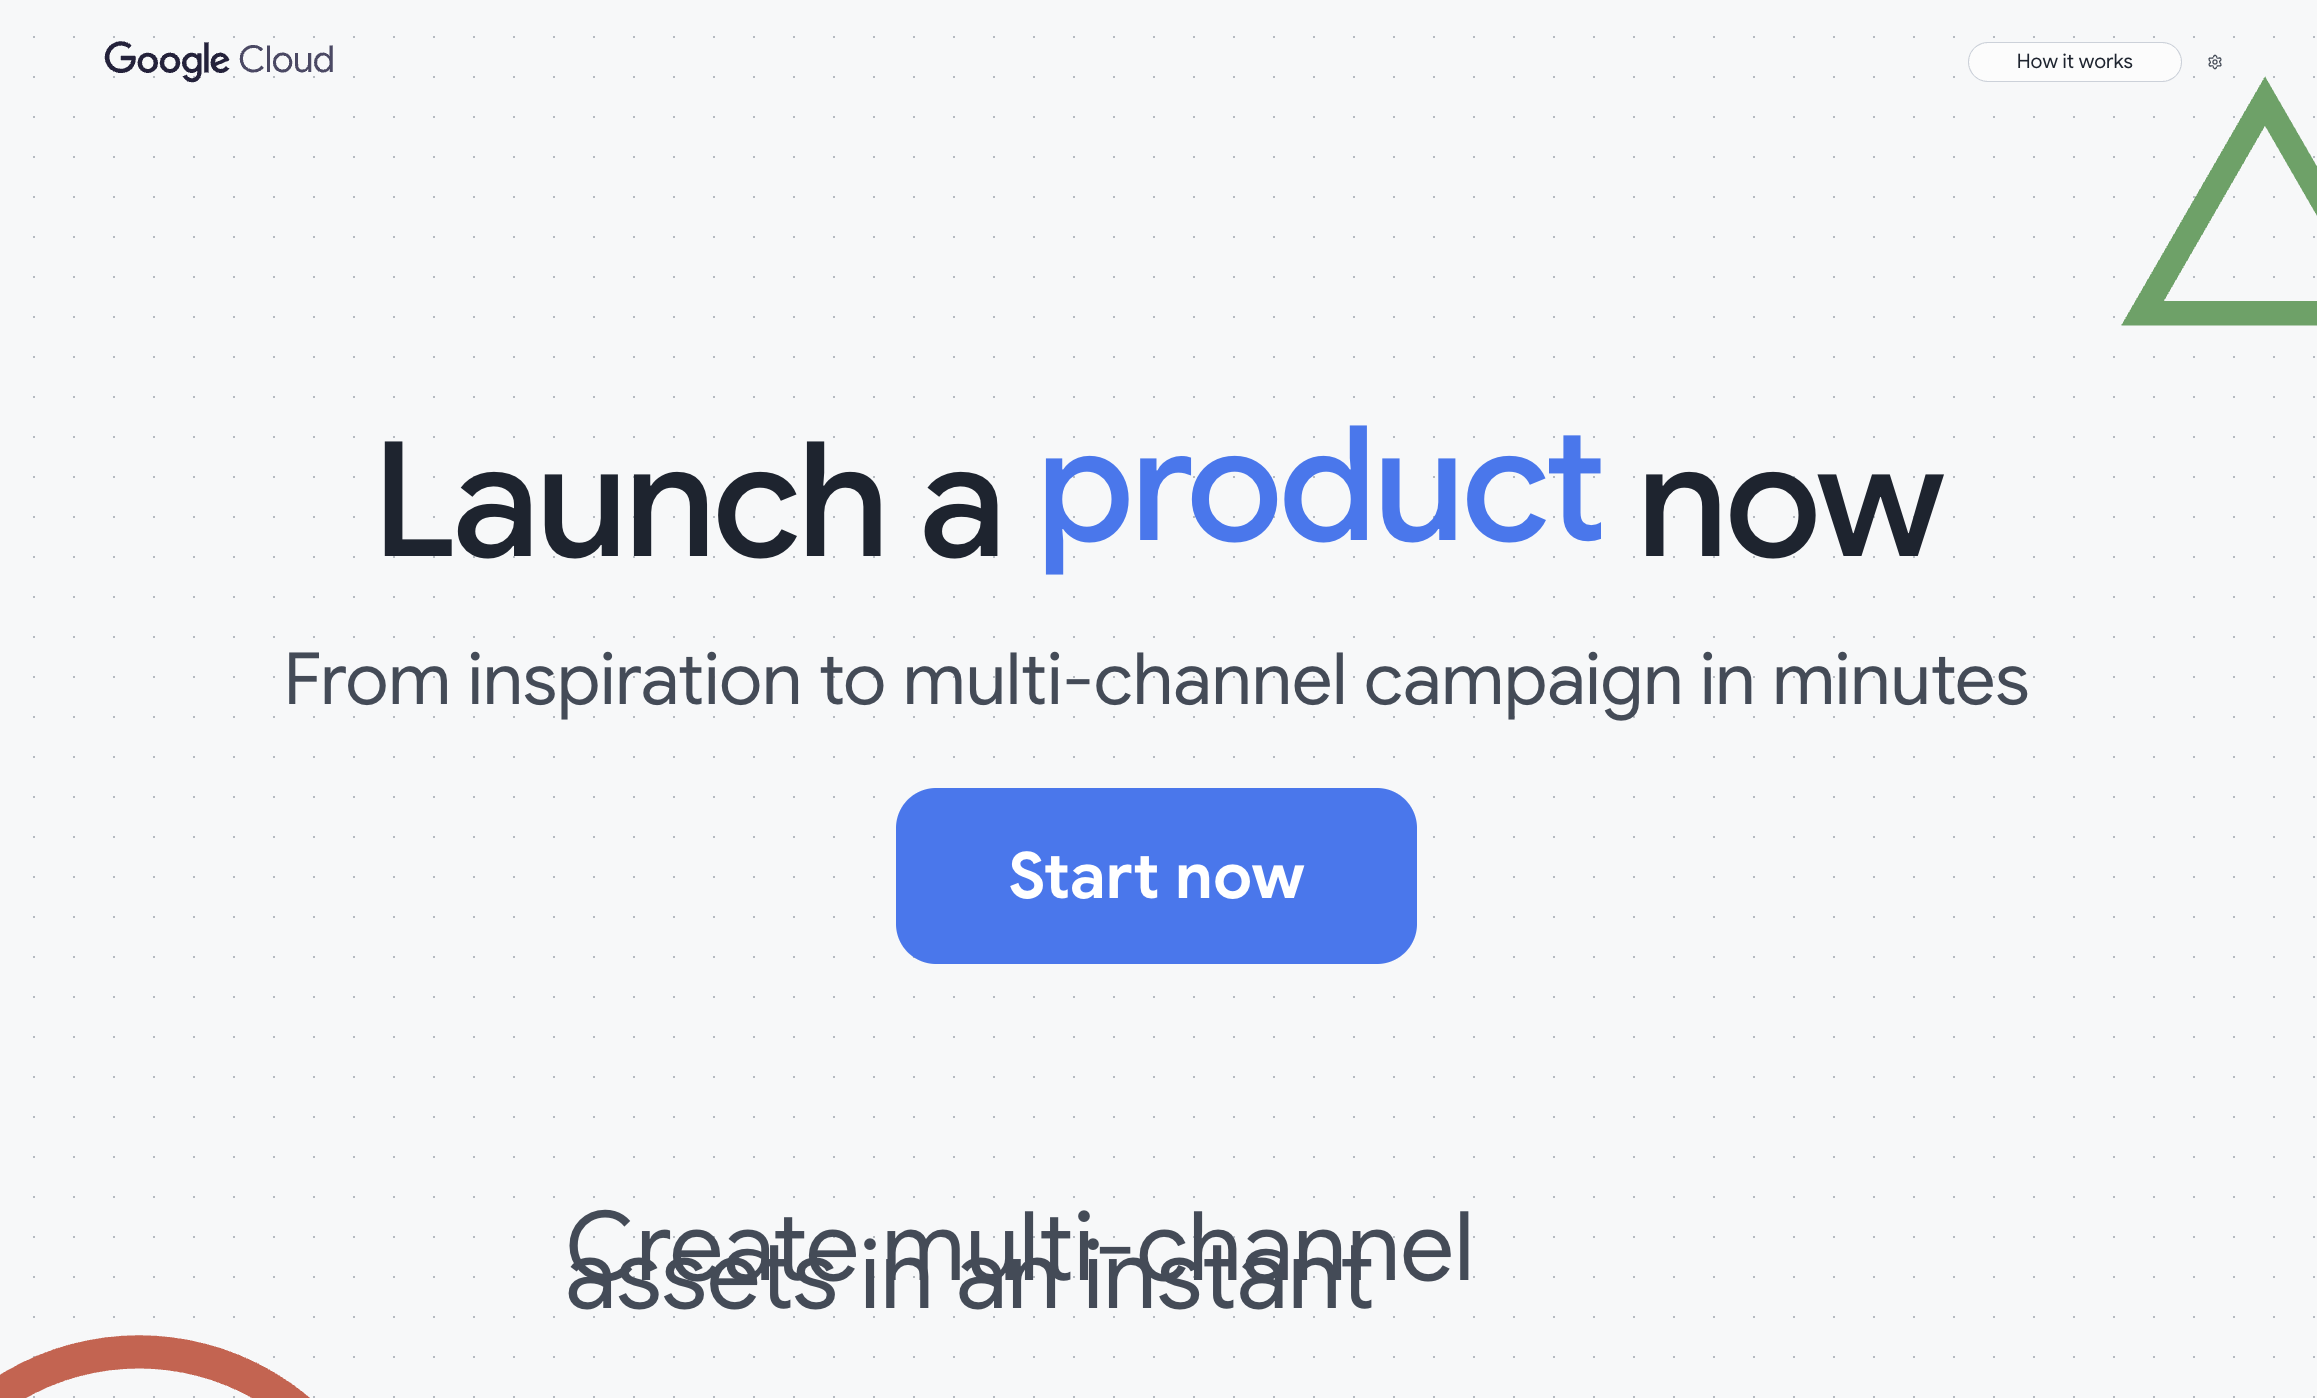 Google Cloud
How it works
Launch a product now
From inspiration to multi-channel campaign in minutes
Start now
Create multi-channel
assets in an instant